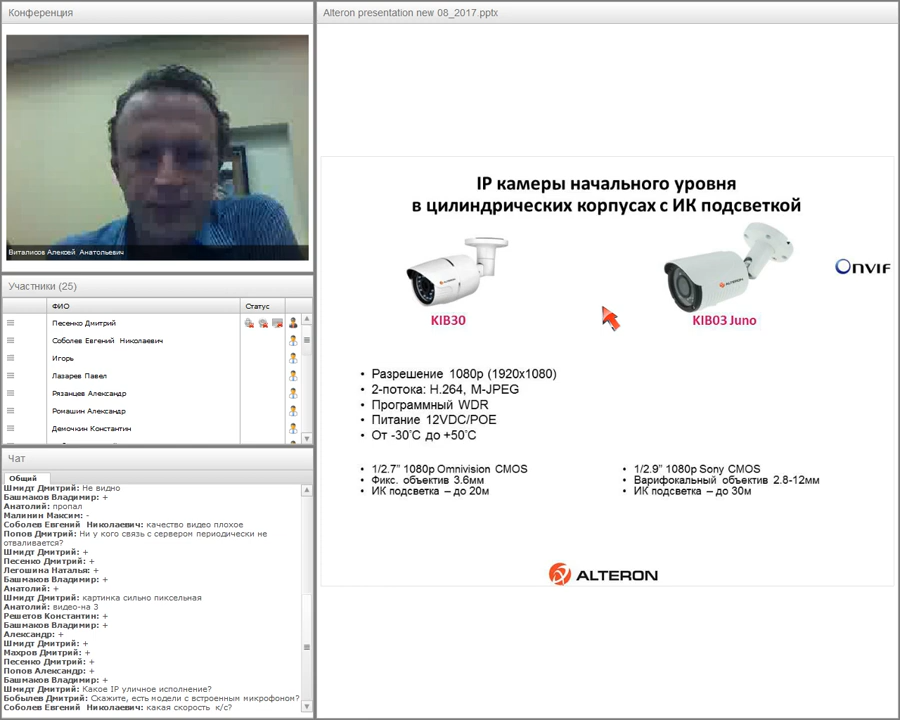 Конференция
Виталисов Алексей Анатольевич
Участники (25)
ФИО Статус
Песенко Дмитрий
Соболев Евгений Николаевич
Игорь
Лазарев Павел
Рязанцев Александр
Ромашин Александр
Демочкин Константин
Чат
Общий
Шмидт Дмитрий: Не видно
Башмаков Владимир: +
Анатолий: пропал
Малинин Максим: -
Соболев Евгений Николаевич: качество видео плохое
Попов Дмитрий: Ни у кого связь с сервером периодически не
отваливается?
Шмидт Дмитрий: +
Песенко Дмитрий: +
Легошина Наталья: +
Башмаков Владимир: +
Анатолий: +
Шмидт Дмитрий: картинка сильно пиксельная
Анатолий: видео-на 3
Решетов Константин: +
Башмаков Владимир: +
Александр: +
Шмидт Дмитрий: +
Махров Дмитрий: +
Песенко Дмитрий: +
Попов Александр: +
Башмаков Владимир: +
Шмидт Дмитрий: Какое IP уличное исполнение?
Бобылев Дмитрий: Скажите, есть модели с встроенным микрофоном?
Соболев Евгений Николаевич: какая скорость к/с?
Alteron presentation new 08_2017.pptx
IP камеры начального уровня
в цилиндрических корпусах с ИК подсветкой
ONVIF
KIB30
KIB03 Juno
• Разрешение 1080p (1920x1080)
• 2-потока: H.264, M-JPEG
• Программный WDR
• Питание 12VDC/POE
• От -30˚C до +50˚C
• 1/2.7” 1080p Omnivision CMOS
• Фикс. объектив 3.6мм
• ИК подсветка – до 20м
• 1/2.9” 1080p Sony CMOS
• Варифокальный объектив 2.8-12мм
• ИК подсветка – до 30м
ALTERON